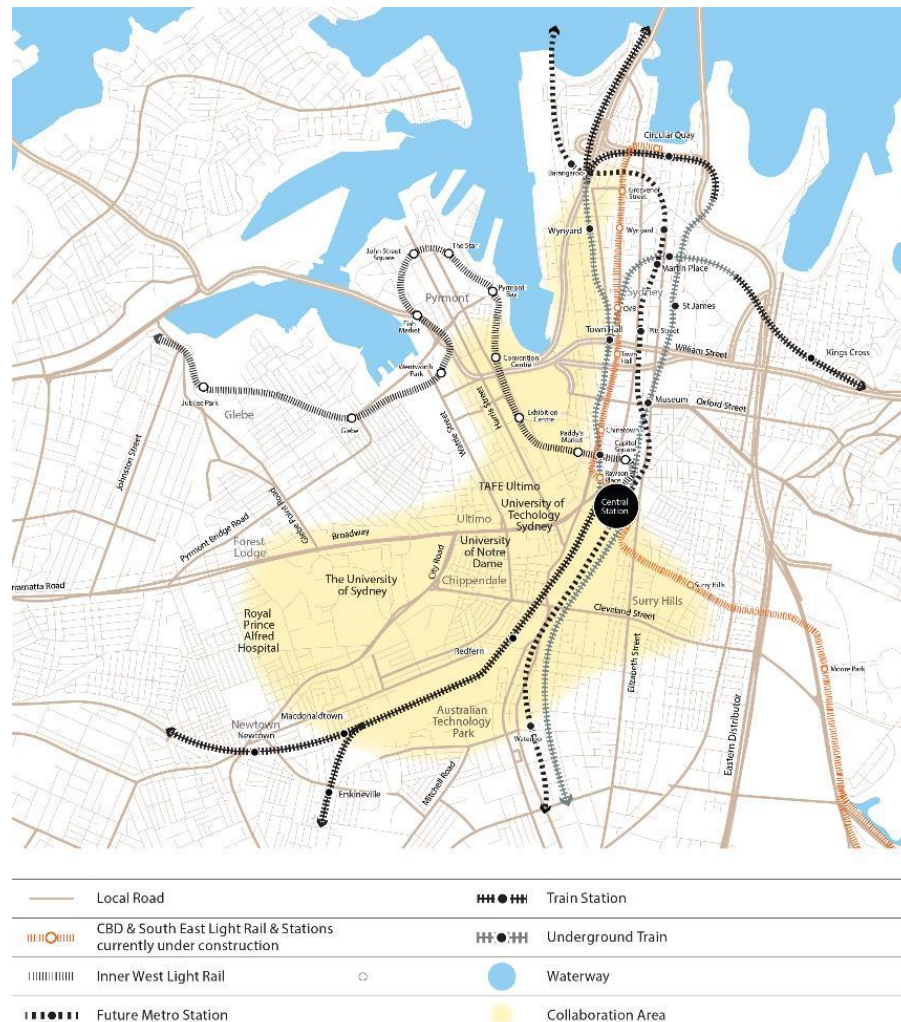 Circular Quay
Barangaroo
Grosvenor
Street
Wynyard
Wynyard
John Street
Square
The Star
Martin Place
Pyrmont
Bay
Pyrmont
Sydney
QVB
St James
Fish
Market
Town Hall
Pitt Street
William Street
Kings Cross
Convention
Centre
Town
Hall
Wentworth
Park
Jubilee Park
Glebe
Glebe
Museum
Oxford Street
Harris Street
Wattle Street
Exhibition
Centre
Chinatown
Paddy's
Market
Capitol
Square
Johnston Street
Rawson
Place
TAFE Ultimo
University of
Techology
Sydney
Central
Station
Glebe Point Road
Pyrmont Bridge Road
Ultimo
Broadway
Forest
Lodge
University
of Notre
Dame
City Road
Chippendale
The University
of Sydney
rramatta Road
Surry Hills
Surry Hills
Cleveland Street
Royal
Prince
Alfred
Hospital
Redfern
Elizabeth Street
Moore Park
Macdonaldtown
Newtown
Newtown
Australian
Technology
Park
Waterloo
Eastern Distributor
Mitchell Road
Erskineville
Local Road
Train Station
CBD & South East Light Rail & Stations
currently under construction
Underground Train
Inner West Light Rail
Waterway
Future Metro Station
Collaboration Area